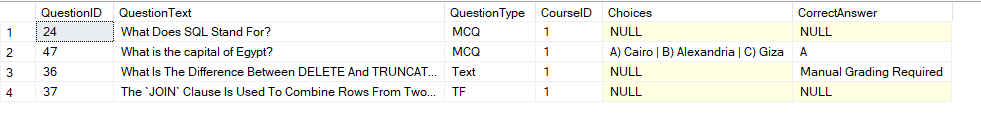 QuestionID QuestionText QuestionType CourseID Choices CorrectAnswer
1 24 What Does SQL Stand For? MCQ 1 NULL NULL
2 47 What is the capital of Egypt? MCQ 1 A) Cairo | B) Alexandria | C) Giza A
3 36 What Is The Difference Between DELETE And TRUNCAT... Text 1 NULL Manual Grading Required
4 37 The `JOIN` Clause Is Used To Combine Rows From Two... TF 1 NULL NULL